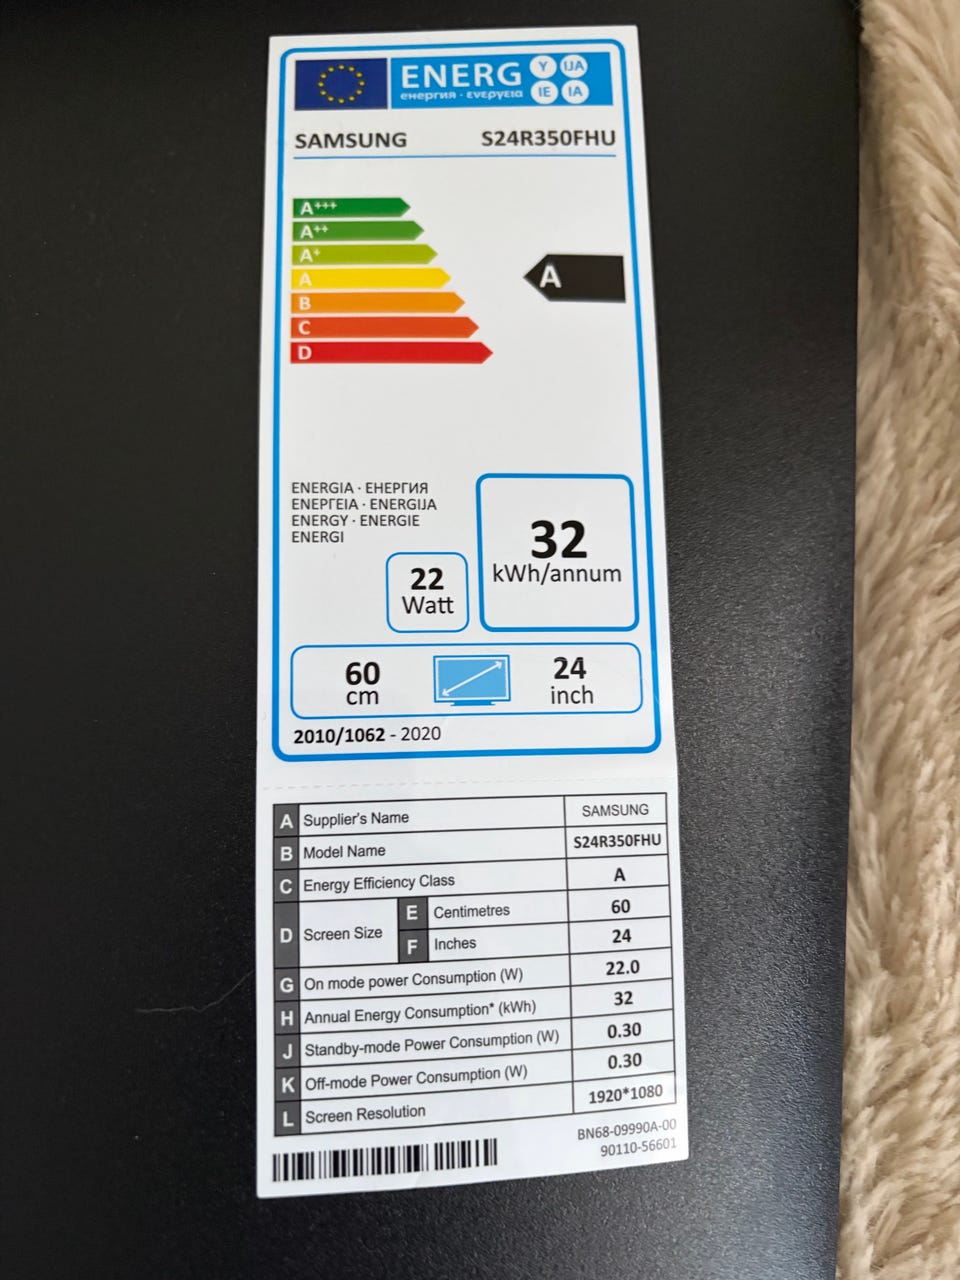 ENERG Y IJA IE IA
енергия · ενεργεια
SAMSUNG S24R350FHU
A+++
A++
A+
A
A
B
C
D
ENERGIA · ЕНЕРГИЯ
ΕΝΕΡΓΕΙΑ · ENERGIJA
ENERGY · ENERGIE
ENERGI
32
kWh/annum
22
Watt
60
cm
24
inch
2010/1062 - 2020
A Supplier's Name SAMSUNG
B Model Name S24R350FHU
C Energy Efficiency Class A
D Screen Size E Centimetres 60
F Inches 24
G On mode power Consumption (W) 22.0
H Annual Energy Consumption* (kWh) 32
J Standby-mode Power Consumption (W) 0.30
K Off-mode Power Consumption (W) 0.30
L Screen Resolution 1920*1080
BN68-09990A-00
90110-56601